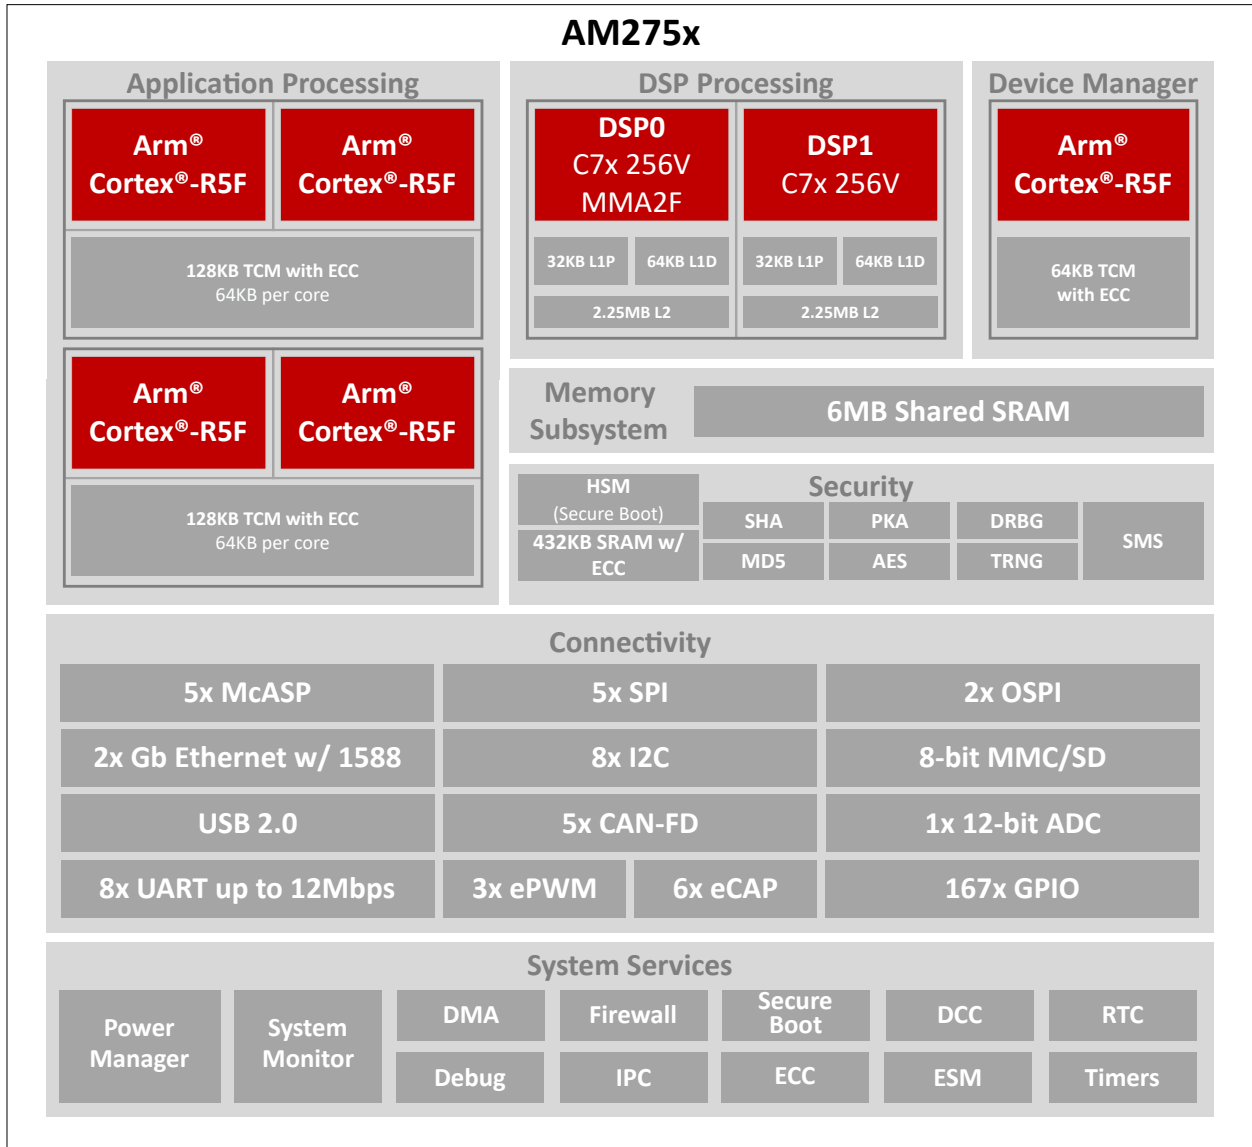 AM275x
Application Processing
Arm®
Cortex®-R5F
Arm®
Cortex®-R5F
128KB TCM with ECC
64KB per core
Arm®
Cortex®-R5F
Arm®
Cortex®-R5F
128KB TCM with ECC
64KB per core
DSP Processing
DSP0
C7x 256V
MMA2F
DSP1
C7x 256V
32KB L1P
64KB L1D
32KB L1P
64KB L1D
2.25MB L2
2.25MB L2
Device Manager
Arm®
Cortex®-R5F
64KB TCM
with ECC
Memory
Subsystem
6MB Shared SRAM
Security
HSM
(Secure Boot)
432KB SRAM w/
ECC
SHA
PKA
DRBG
SMS
MD5
AES
TRNG
Connectivity
5x McASP
5x SPI
2x OSPI
2x Gb Ethernet w/ 1588
8x I2C
8-bit MMC/SD
USB 2.0
5x CAN-FD
1x 12-bit ADC
8x UART up to 12Mbps
3x ePWM
6x eCAP
167x GPIO
System Services
Power
Manager
System
Monitor
DMA
Firewall
Secure
Boot
DCC
RTC
Debug
IPC
ECC
ESM
Timers